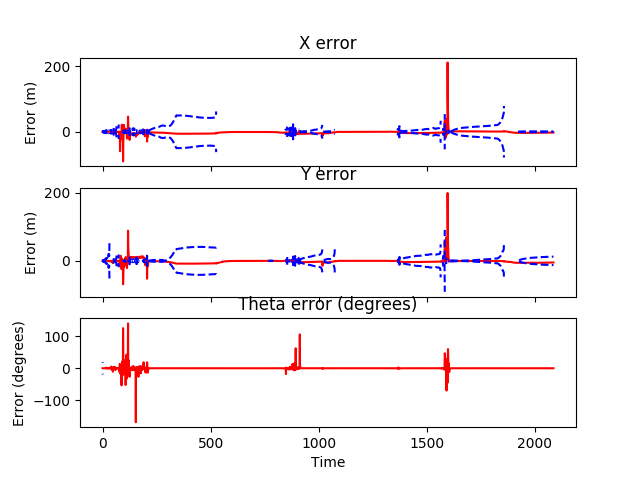 X error
200
0
Error (m)
Y error
200
0
Error (m)
Theta error (degrees)
100
0
−100
Error (degrees)
0 500 1000 1500 2000
Time